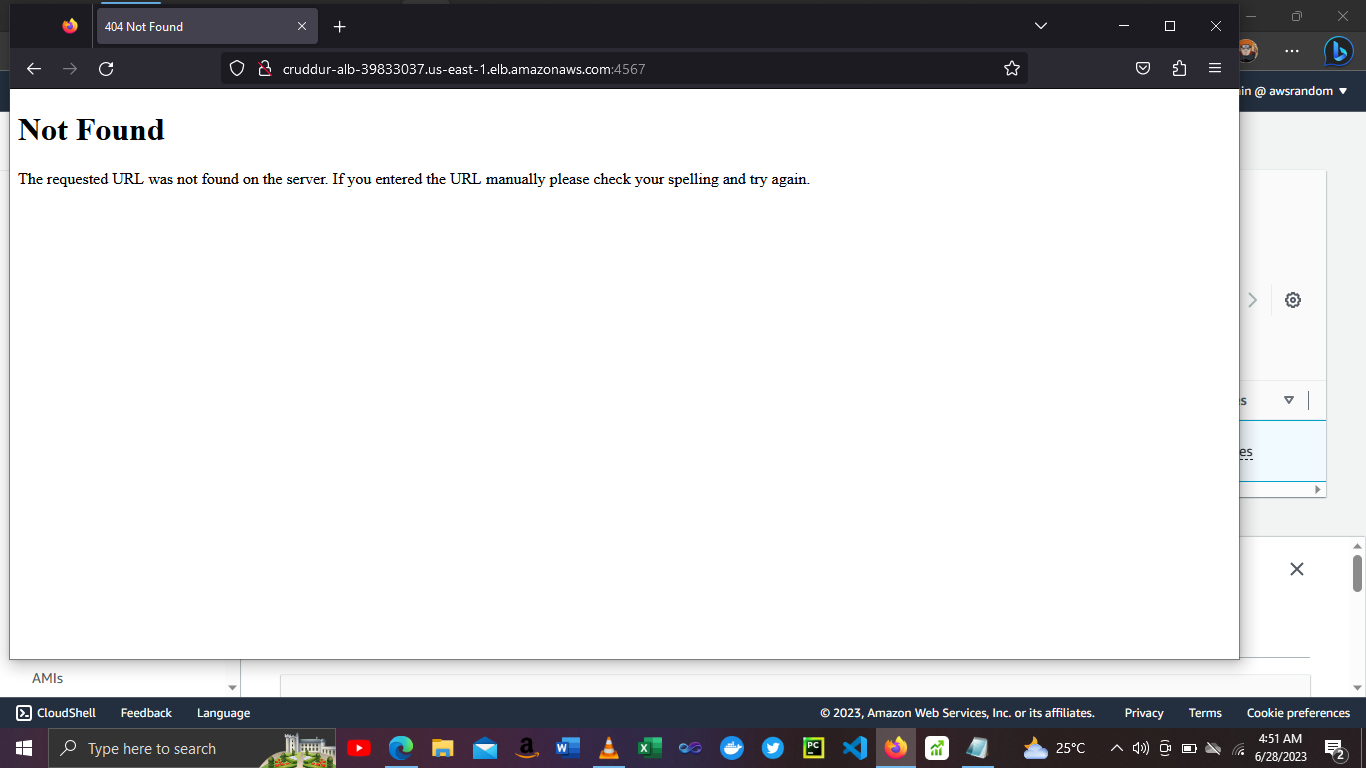 404 Not Found
cruddur-alb-39833037.us-east-1.elb.amazonaws.com:4567
in @ awsrandom
Not Found
The requested URL was not found on the server. If you entered the URL manually please check your spelling and try again.
s
es
AMIs
CloudShell Feedback Language © 2023, Amazon Web Services, Inc. or its affiliates. Privacy Terms Cookie preferences
Type here to search
PC
25°C
4:51 AM
6/28/2023
2